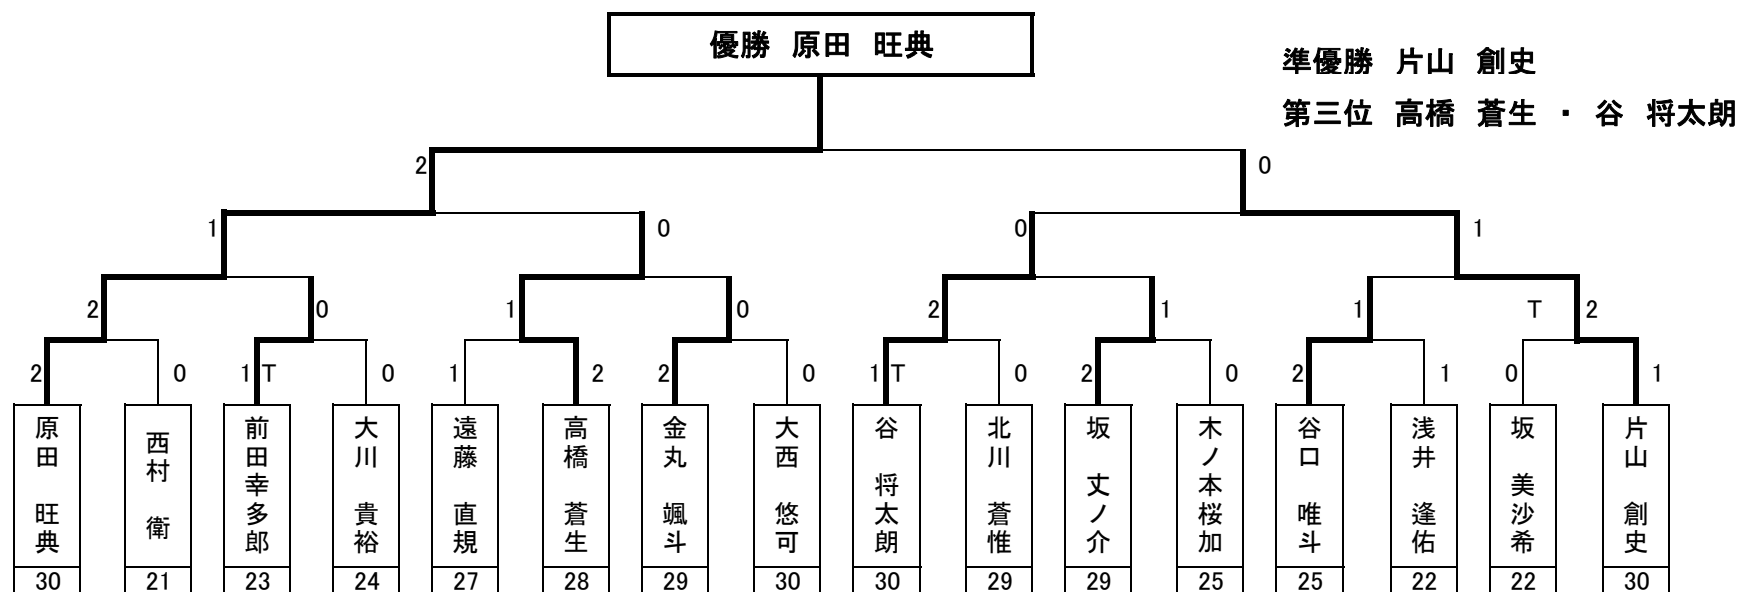 優勝 原田 旺典
準優勝 片山 創史
第三位 高橋 蒼生 ・ 谷 将太朗
2 0
1 0 0 1
2 0 1 0 2 1 1 T 2
2 0 1 T 0 1 2 2 0 1 T 0 2 0 2 1 0 1
原田 旺典
西村 衛
前田幸多郎
大川 貴裕
遠藤 直規
高橋 蒼生
金丸 颯斗
大西 悠可
谷 将太朗
北川 蒼惟
坂 丈ノ介
木ノ本桜加
谷口 唯斗
浅井 逢佑
坂 美沙希
片山 創史
30 21 23 24 27 28 29 30 30 29 29 25 25 22 22 30